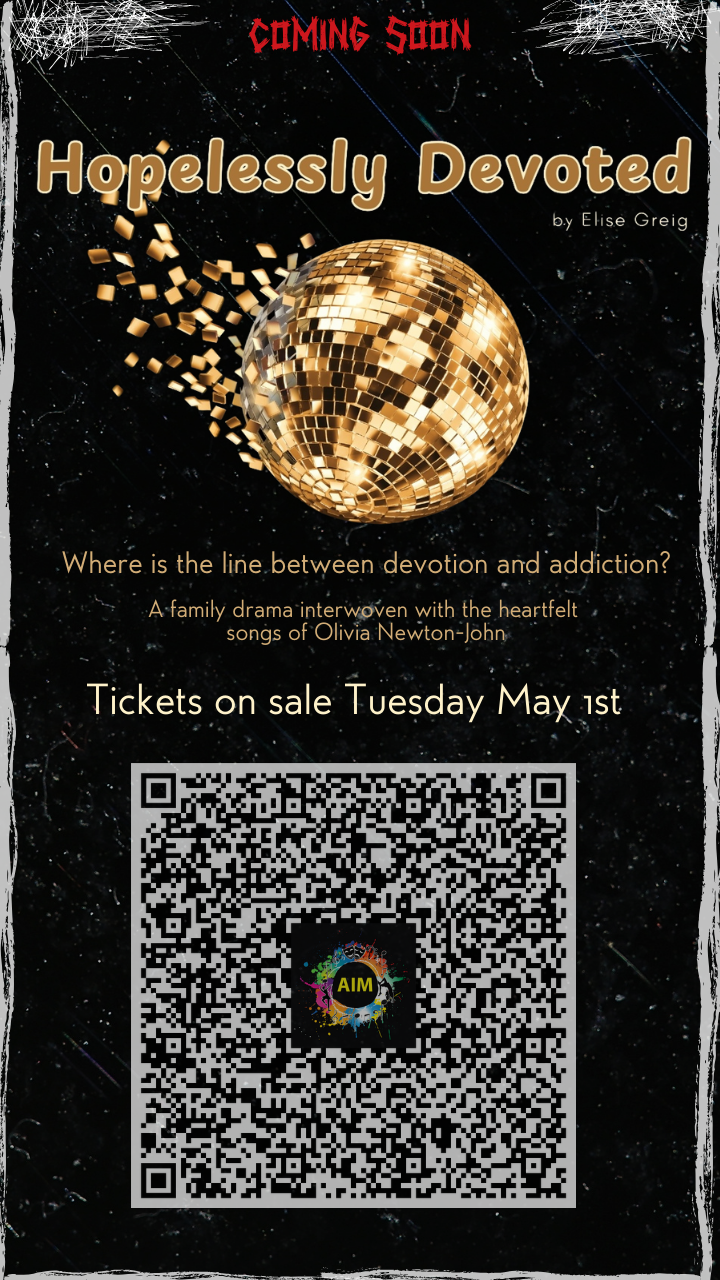 COMING SOON
Hopelessly Devoted
by Elise Greig
Where is the line between devotion and addiction?
A family drama interwoven with the heartfelt
songs of Olivia Newton-John
Tickets on sale Tuesday May 1st
AIM